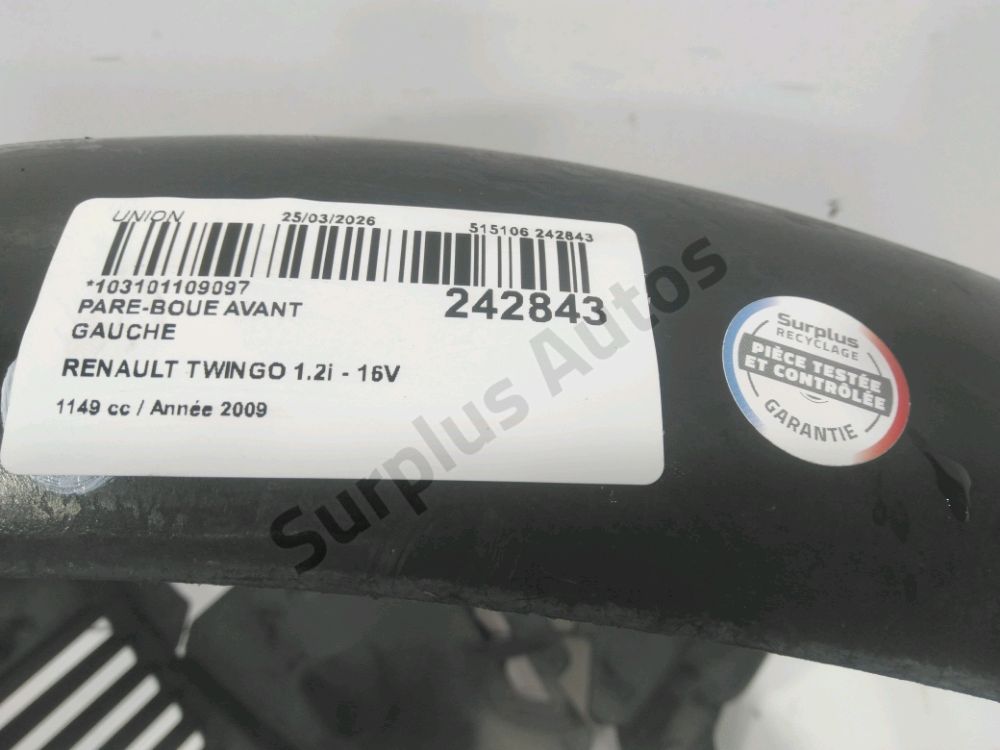 UNION 25/03/2026 515106 242843
*103101109097 242843
PARE-BOUE AVANT
GAUCHE
RENAULT TWINGO 1.2i - 16V
1149 cc / Année 2009
Surplus
RECYCLAGE
PIÈCE TESTÉE
ET CONTRÔLÉE
GARANTIE
Surplus Autos